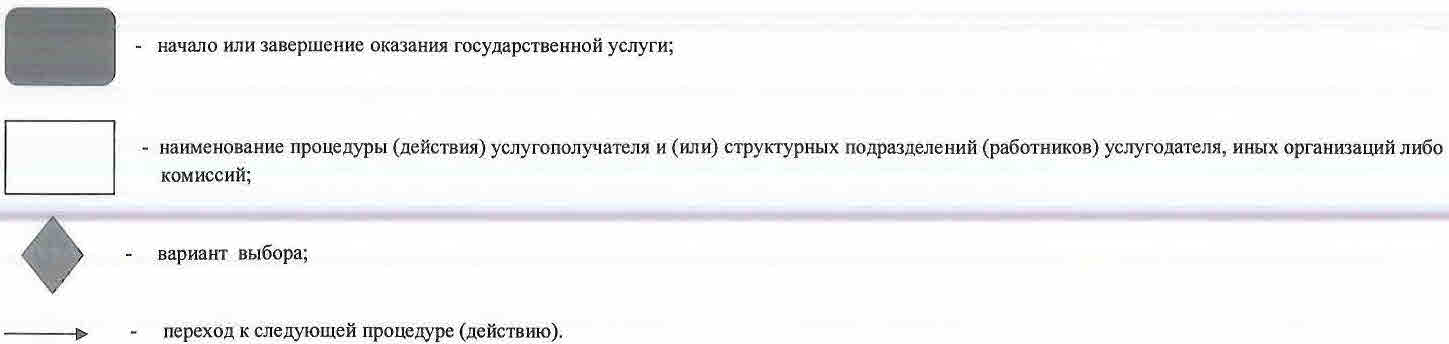 - начало или завершение оказания государственной услуги;
- наименование процедуры (действия) услугополучателя и (или) структурных подразделений (работников) услугодателя, иных организаций либо
комиссий;
- вариант выбора;
- переход к следующей процедуре (действию).